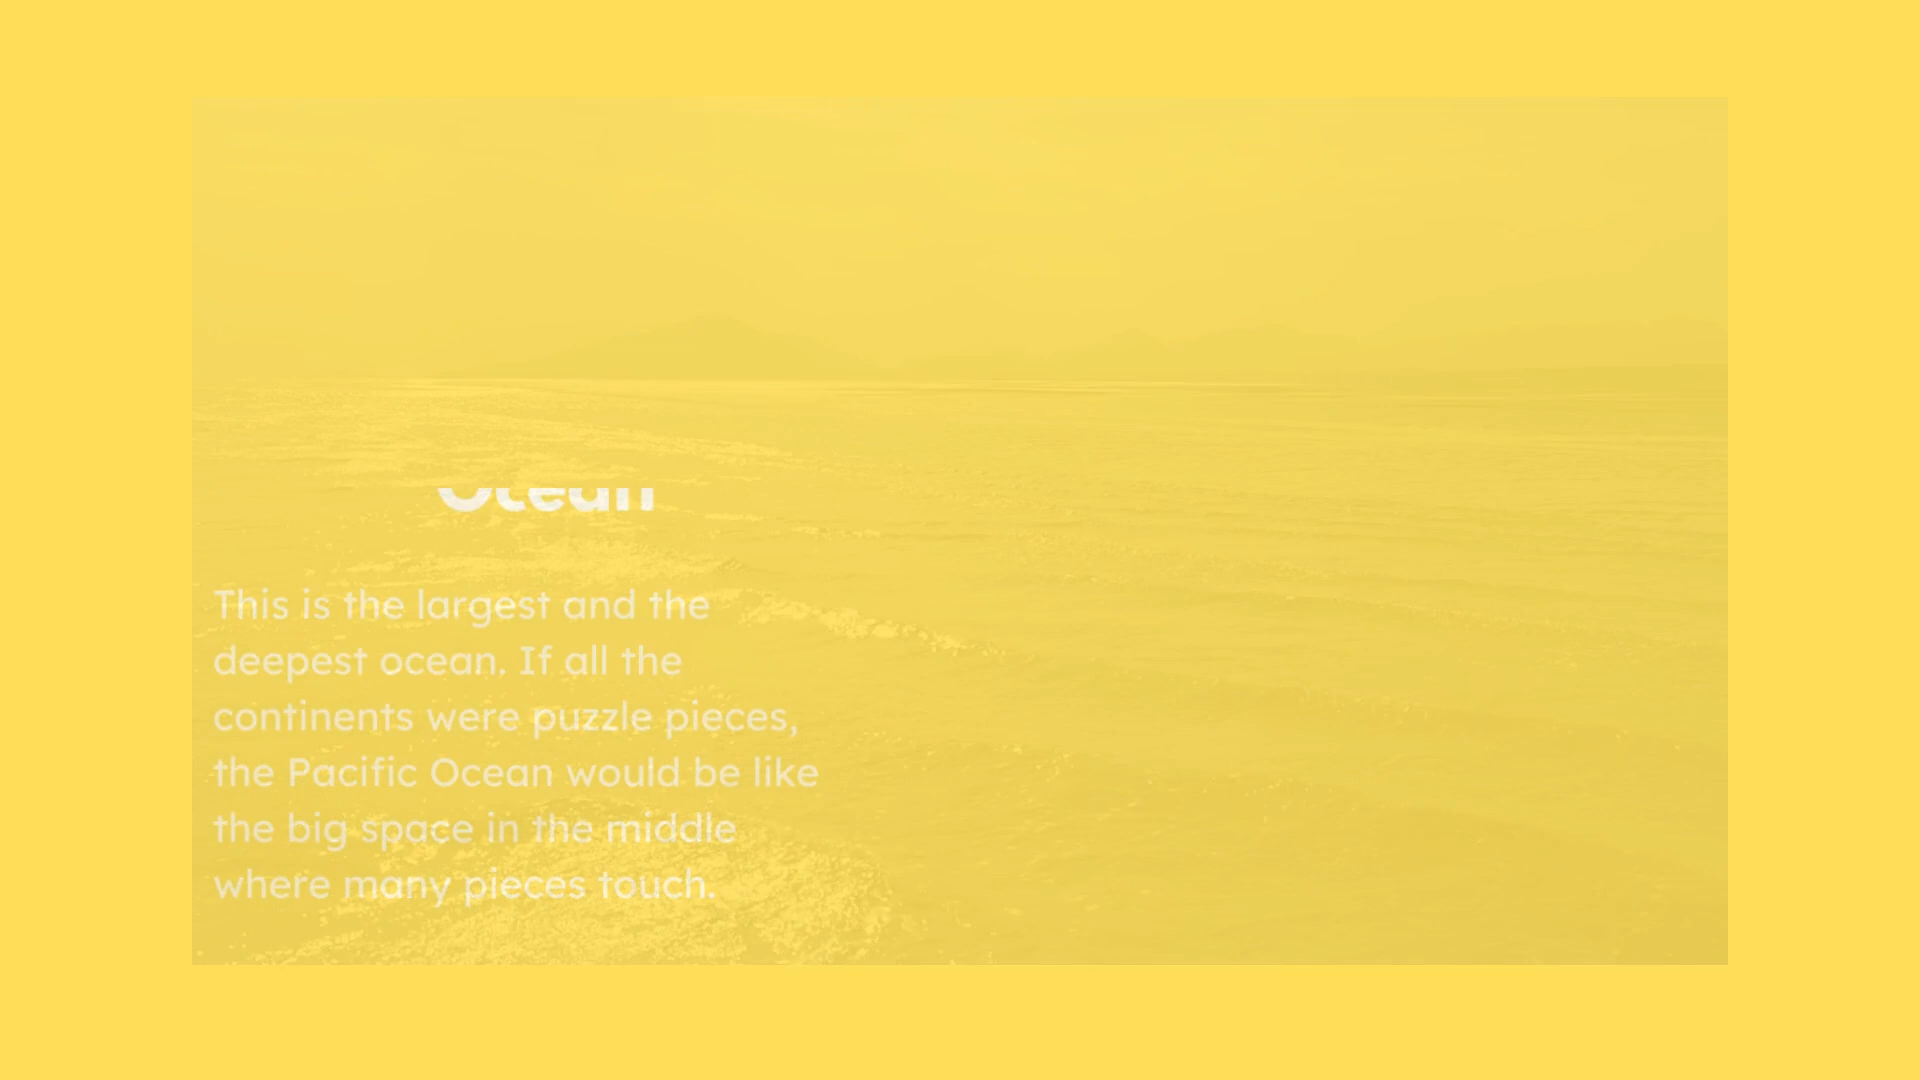 Ocean
This is the largest and the
deepest ocean. If all the
continents were puzzle pieces,
the Pacific Ocean would be like
the big space in the middle
where many pieces touch.